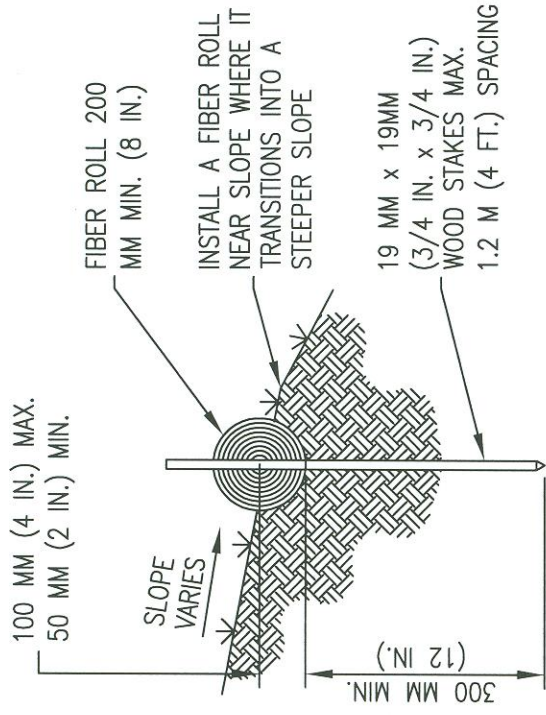 100 MM (4 IN.) MAX.
50 MM (2 IN.) MIN.
SLOPE
VARIES
FIBER ROLL 200
MM MIN. (8 IN.)
INSTALL A FIBER ROLL
NEAR SLOPE WHERE IT
TRANSITIONS INTO A
STEEPER SLOPE
19 MM x 19MM
(3/4 IN. x 3/4 IN.)
WOOD STAKES MAX.
1.2 M (4 FT.) SPACING
300 MM MIN.
(12 IN.)